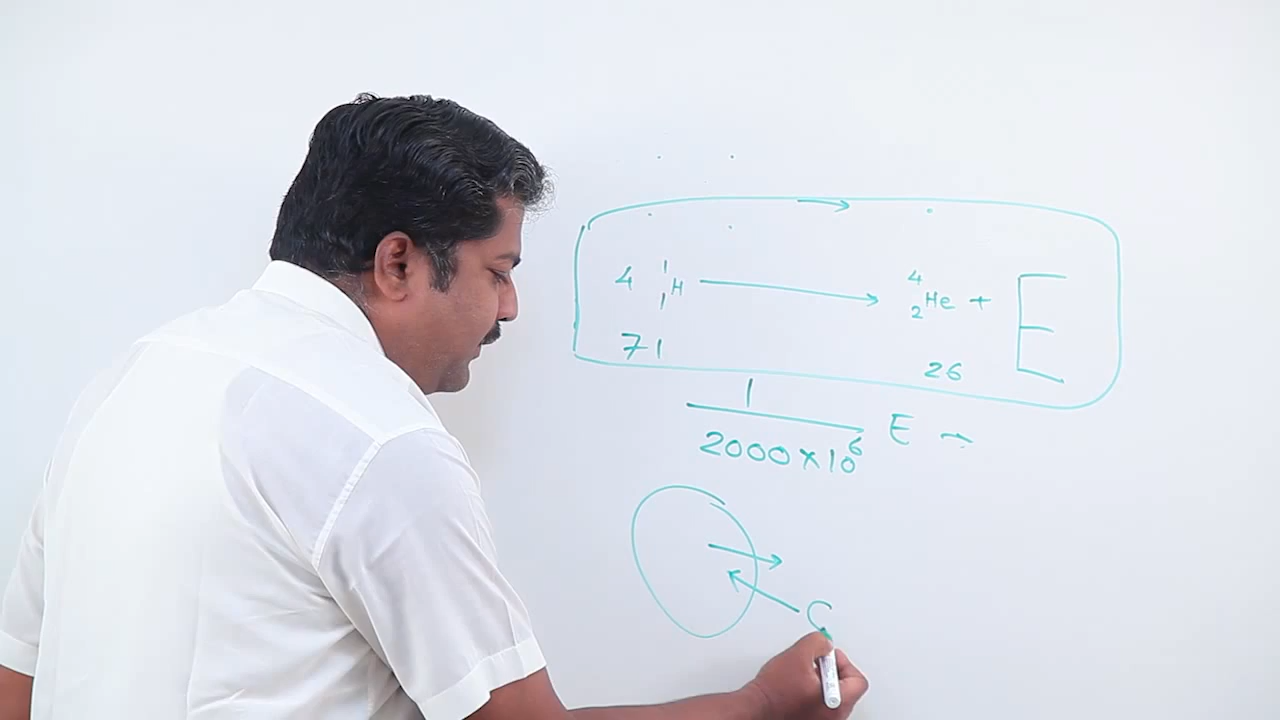 4 ¹₁H ⟶ ⁴₂He + E
71 26
1
2000×10⁶ E →
G